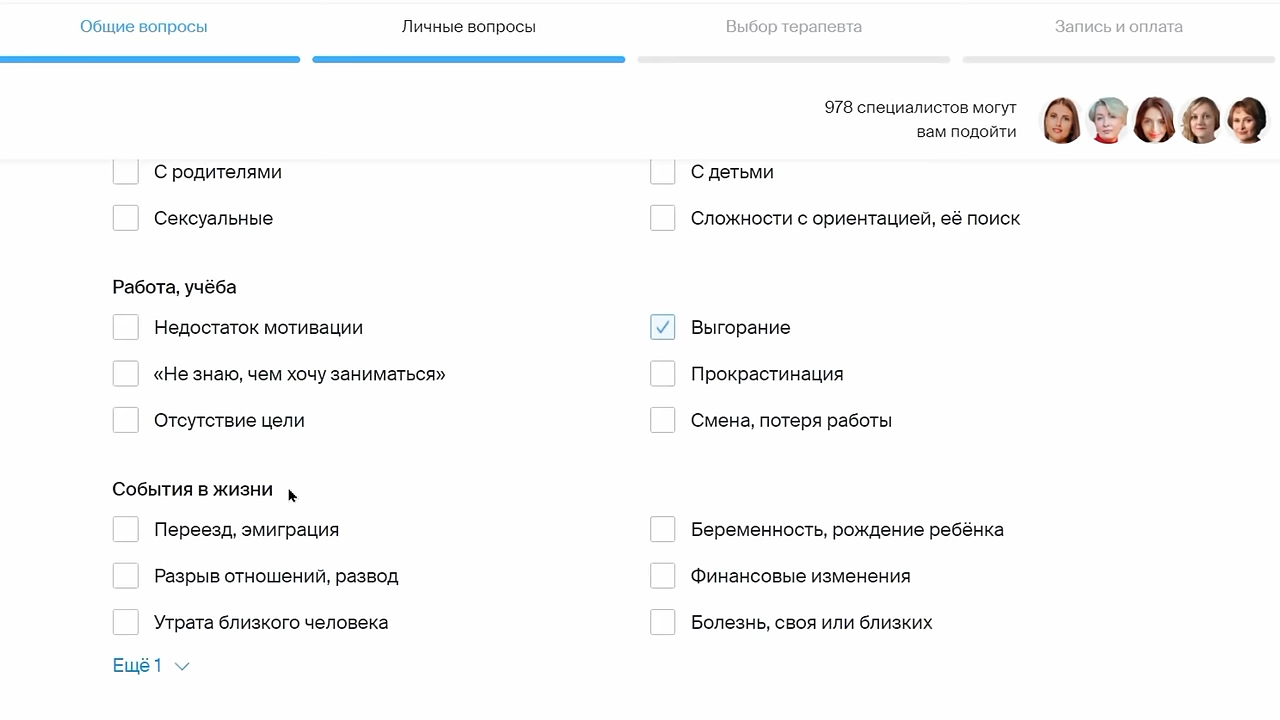 Общие вопросы
Личные вопросы
Выбор терапевта
Запись и оплата
978 специалистов могут
вам подойти
С родителями
С детьми
Сексуальные
Сложности с ориентацией, её поиск
Работа, учёба
Недостаток мотивации
Выгорание
«Не знаю, чем хочу заниматься»
Прокрастинация
Отсутствие цели
Смена, потеря работы
События в жизни
Переезд, эмиграция
Беременность, рождение ребёнка
Разрыв отношений, развод
Финансовые изменения
Утрата близкого человека
Болезнь, своя или близких
Ещё 1